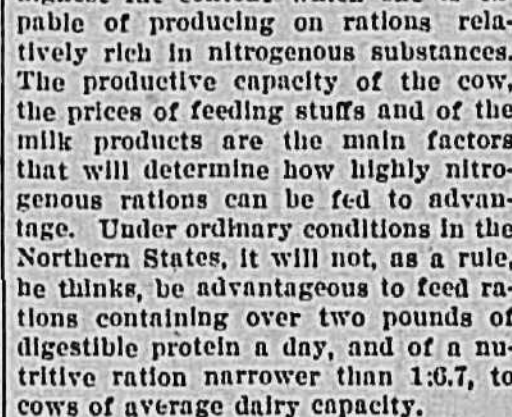 pable of producing on rations rela-
tively rich in nitrogenous substances.
The productive capacity of the cow,
the prices of feeding stuffs and of the
milk products are the main factors
that will determine how highly nitro-
genous rations can be fed to advan-
tage. Under ordinary conditions in the
Northern States, it will not, as a rule,
he thinks, be advantageous to feed ra-
tions containing over two pounds of
digestible protein a day, and of a nu-
tritive ration narrower than 1:6.7, to
cows of average dairy capacity.